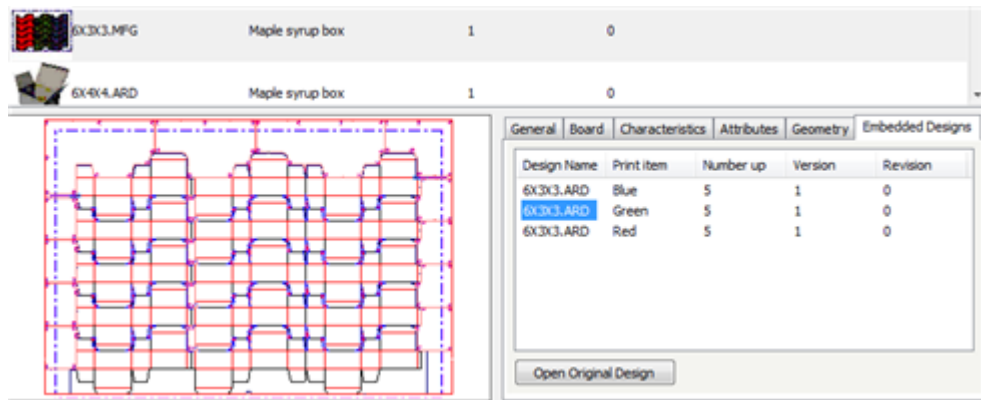 6X3X3.MFG Maple syrup box 1 0
6X4X4.ARD Maple syrup box 1 0
General Board Characteristics Attributes Geometry Embedded Designs
Design Name Print item Number up Version Revision
6X3X3.ARD Blue 5 1 0
6X3X3.ARD Green 5 1 0
6X3X3.ARD Red 5 1 0
Open Original Design